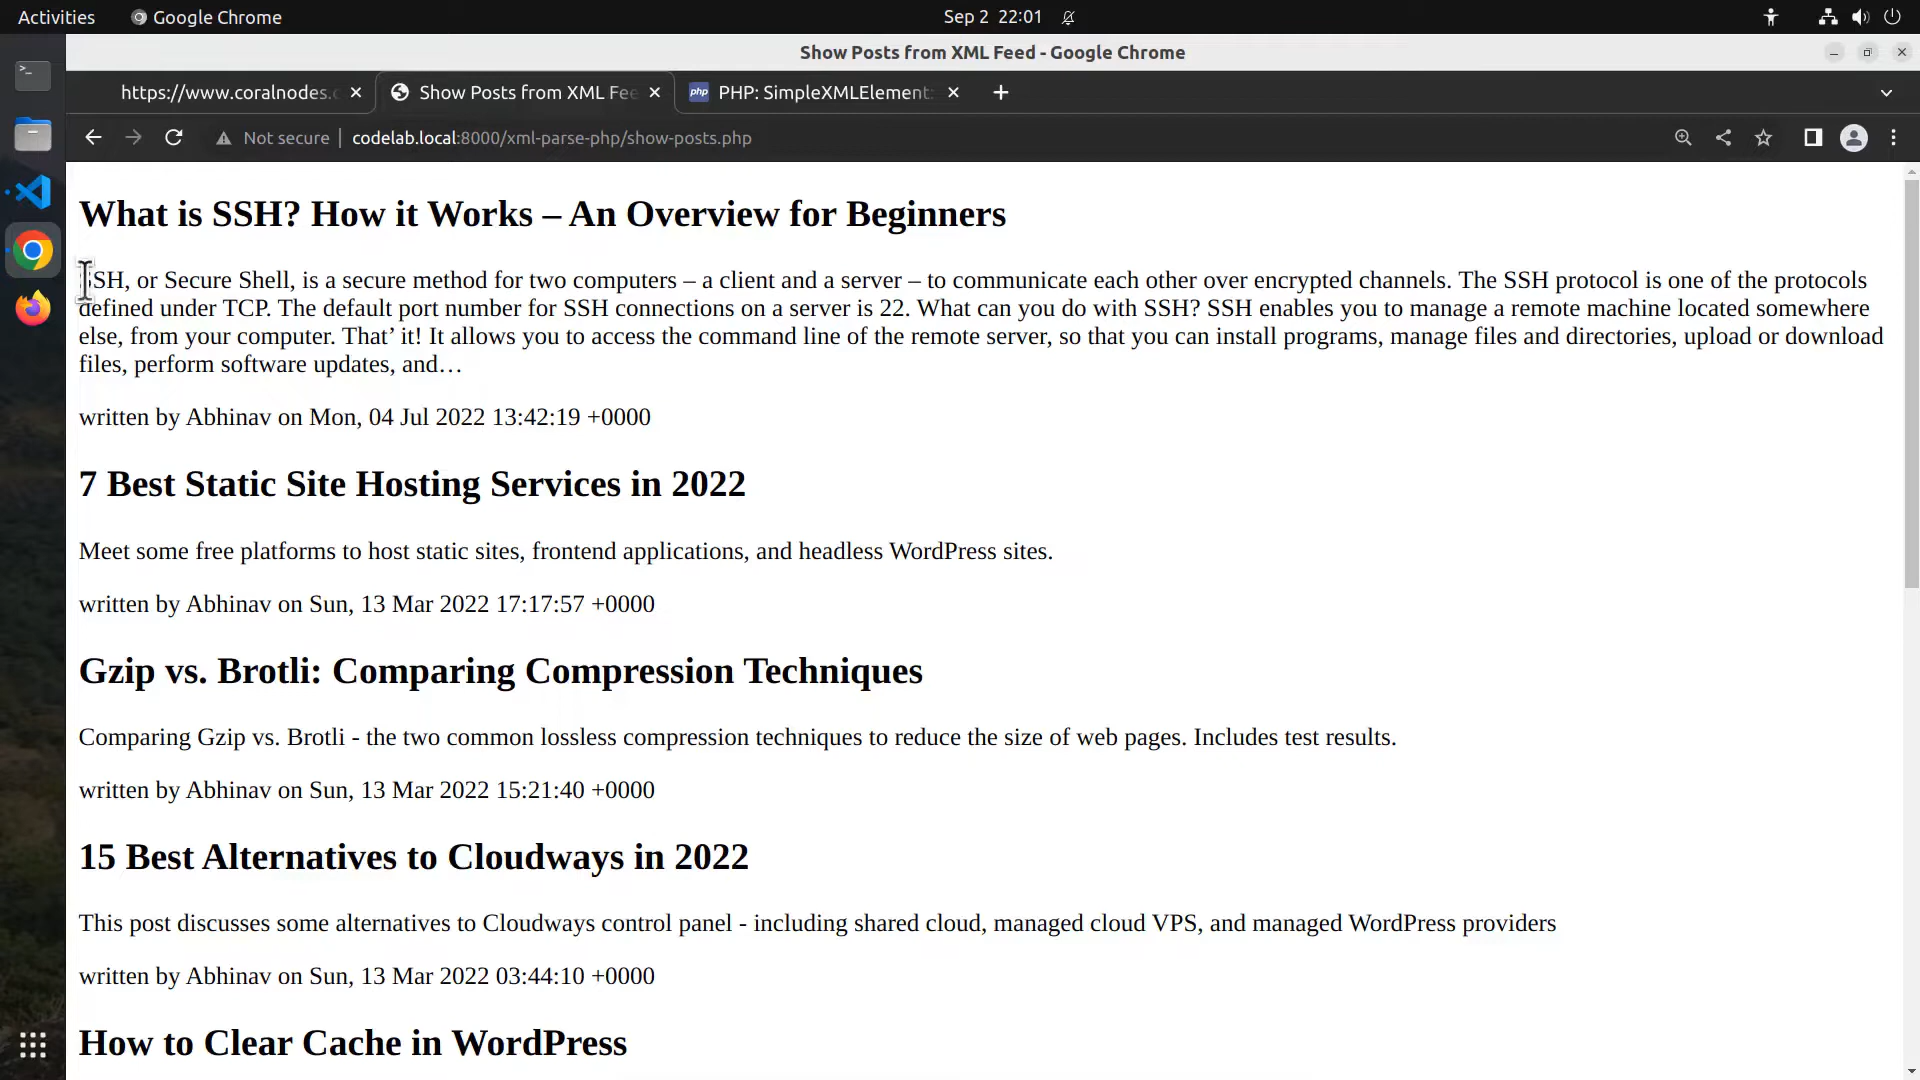 Activities
Google Chrome
Sep 2 22:01
Show Posts from XML Feed - Google Chrome
https://www.coralnodes.
Show Posts from XML Fee
php PHP: SimpleXMLElement:
Not secure
codelab.local:8000/xml-parse-php/show-posts.php
What is SSH? How it Works – An Overview for Beginners
SSH, or Secure Shell, is a secure method for two computers – a client and a server – to communicate each other over encrypted channels. The SSH protocol is one of the protocols
defined under TCP. The default port number for SSH connections on a server is 22. What can you do with SSH? SSH enables you to manage a remote machine located somewhere
else, from your computer. That’ it! It allows you to access the command line of the remote server, so that you can install programs, manage files and directories, upload or download
files, perform software updates, and…
written by Abhinav on Mon, 04 Jul 2022 13:42:19 +0000
7 Best Static Site Hosting Services in 2022
Meet some free platforms to host static sites, frontend applications, and headless WordPress sites.
written by Abhinav on Sun, 13 Mar 2022 17:17:57 +0000
Gzip vs. Brotli: Comparing Compression Techniques
Comparing Gzip vs. Brotli - the two common lossless compression techniques to reduce the size of web pages. Includes test results.
written by Abhinav on Sun, 13 Mar 2022 15:21:40 +0000
15 Best Alternatives to Cloudways in 2022
This post discusses some alternatives to Cloudways control panel - including shared cloud, managed cloud VPS, and managed WordPress providers
written by Abhinav on Sun, 13 Mar 2022 03:44:10 +0000
How to Clear Cache in WordPress